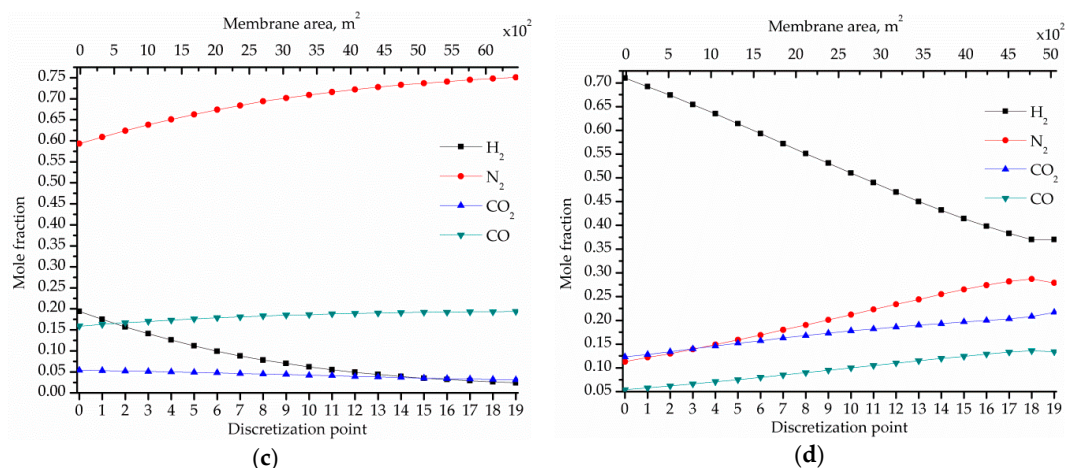 Membrane area, m²
x10²
0 5 10 15 20 25 30 35 40 45 50 55 60
0.75
0.70
0.65
0.60
0.55
0.50
0.45
0.40
0.35
0.30
0.25
0.20
0.15
0.10
0.05
0.00
Mole fraction
H₂
N₂
CO₂
CO
0 1 2 3 4 5 6 7 8 9 10 11 12 13 14 15 16 17 18 19
Discretization point
(c)
Membrane area, m²
x10²
0 5 10 15 20 25 30 35 40 45 50
0.70
0.65
0.60
0.55
0.50
0.45
0.40
0.35
0.30
0.25
0.20
0.15
0.10
0.05
Mole fraction
H₂
N₂
CO₂
CO
0 1 2 3 4 5 6 7 8 9 10 11 12 13 14 15 16 17 18 19
Discretization point
(d)